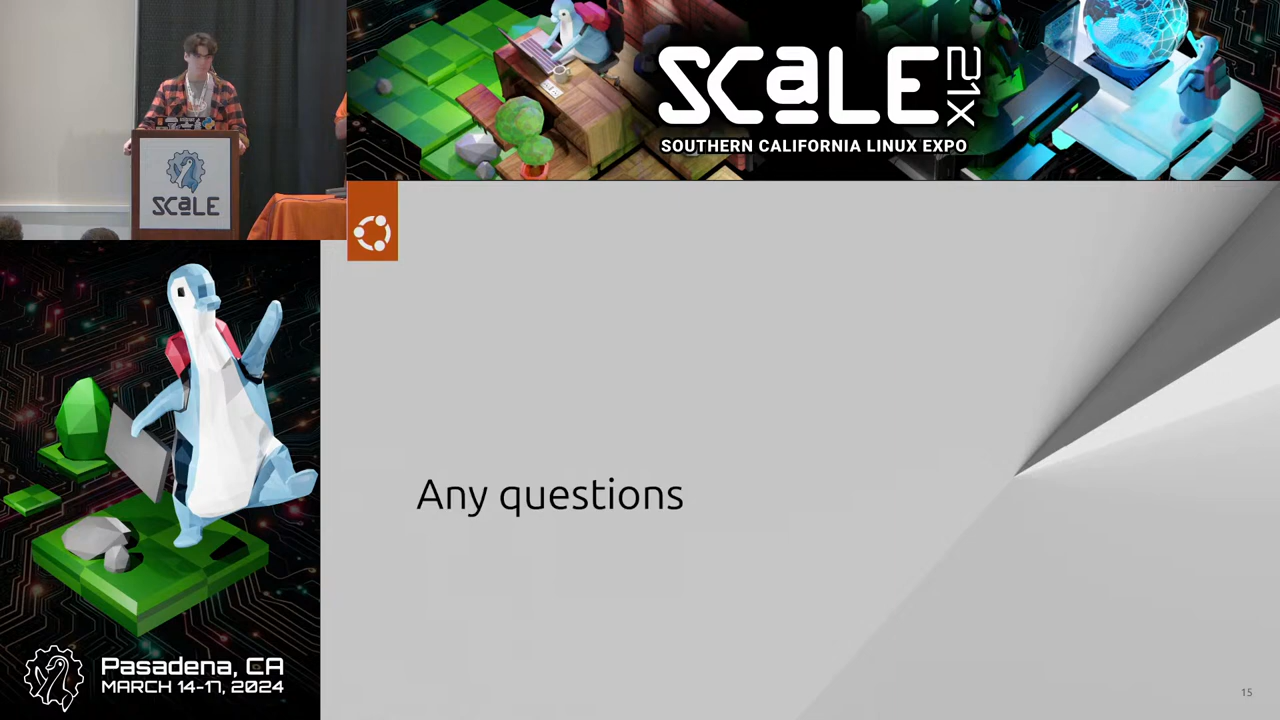 SCaLE
SCaLE 21X
SOUTHERN CALIFORNIA LINUX EXPO
Any questions
Pasadena, CA
MARCH 14-17, 2024
15